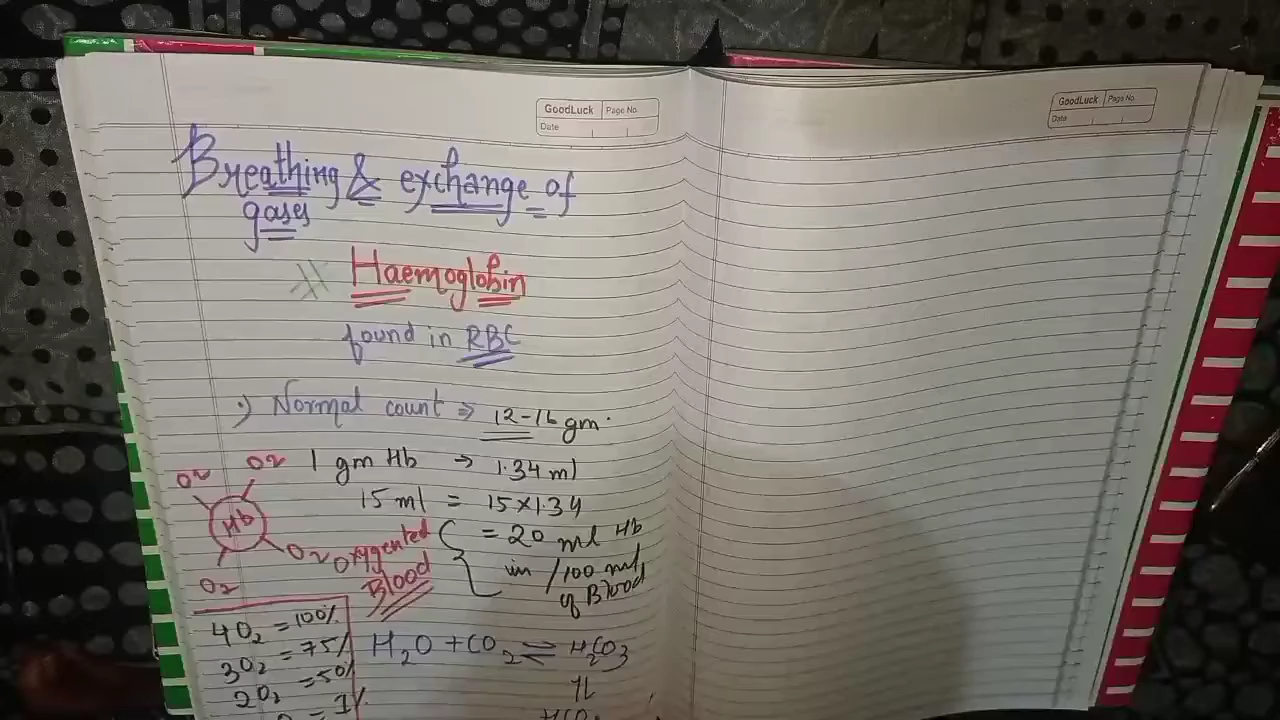 GoodLuck Page No.
Date
GoodLuck Page No.
Date
Breathing & exchange of
gases
Haemoglobin
found in RBC
Normal count ⇒ 12-16 gm.
1 gm Hb → 1.34 ml
15 ml = 15×1.34
= 20 ml Hb
in /100 ml
of Blood
Oxygented
Blood
O2 O2
Hb
O2
O2
4O2 = 100%
3O2 = 75%
2O2 = 50%
H2O + CO2 ⇌ H2CO3